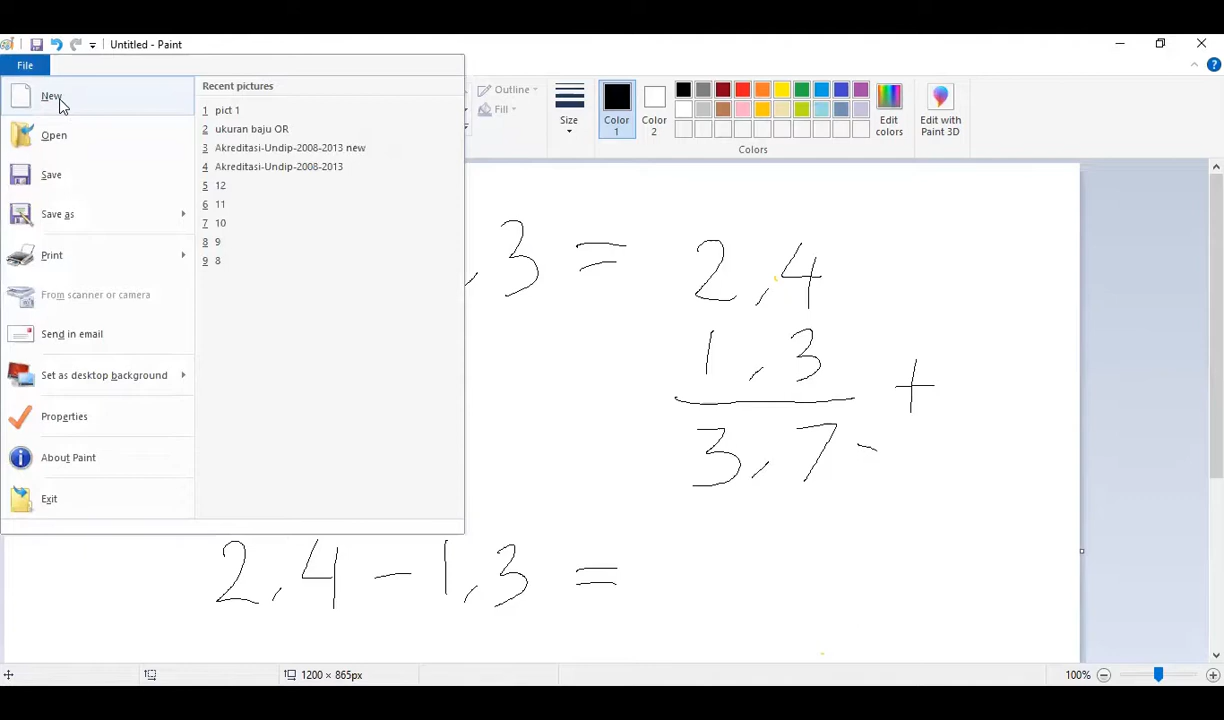 Untitled - Paint
File
New
Open
Save
Save as
Print
From scanner or camera
Send in email
Set as desktop background
Properties
About Paint
Exit
Recent pictures
1 pict 1
2 ukuran baju OR
3 Akreditasi-Undip-2008-2013 new
4 Akreditasi-Undip-2008-2013
5 12
6 11
7 10
8 9
9 8
Outline
Fill
Size
Color 1
Color 2
Edit colors
Edit with Paint 3D
Colors
,3 = 2,4
1,3 +
3,7
2,4 - 1,3 =
1200 × 865px
100%